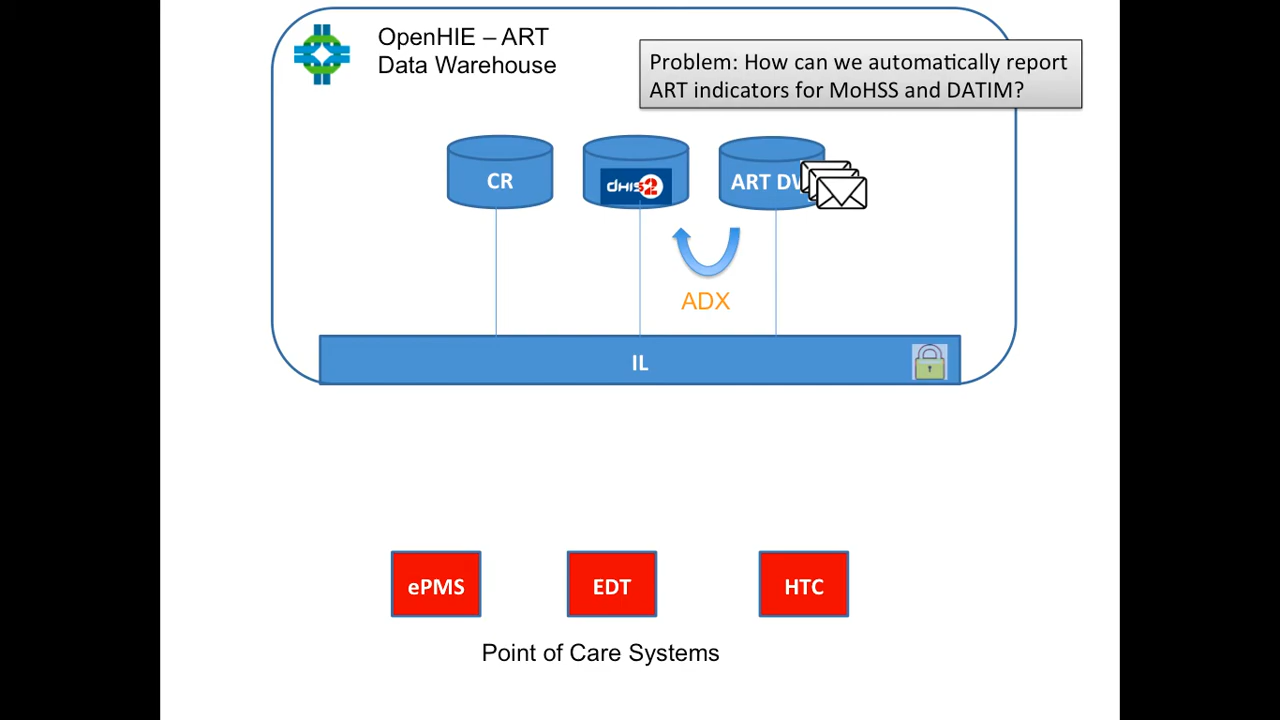 OpenHIE – ART
Data Warehouse
Problem: How can we automatically report
ART indicators for MoHSS and DATIM?
CR
dhis2
ART DW
ADX
IL
ePMS
EDT
HTC
Point of Care Systems